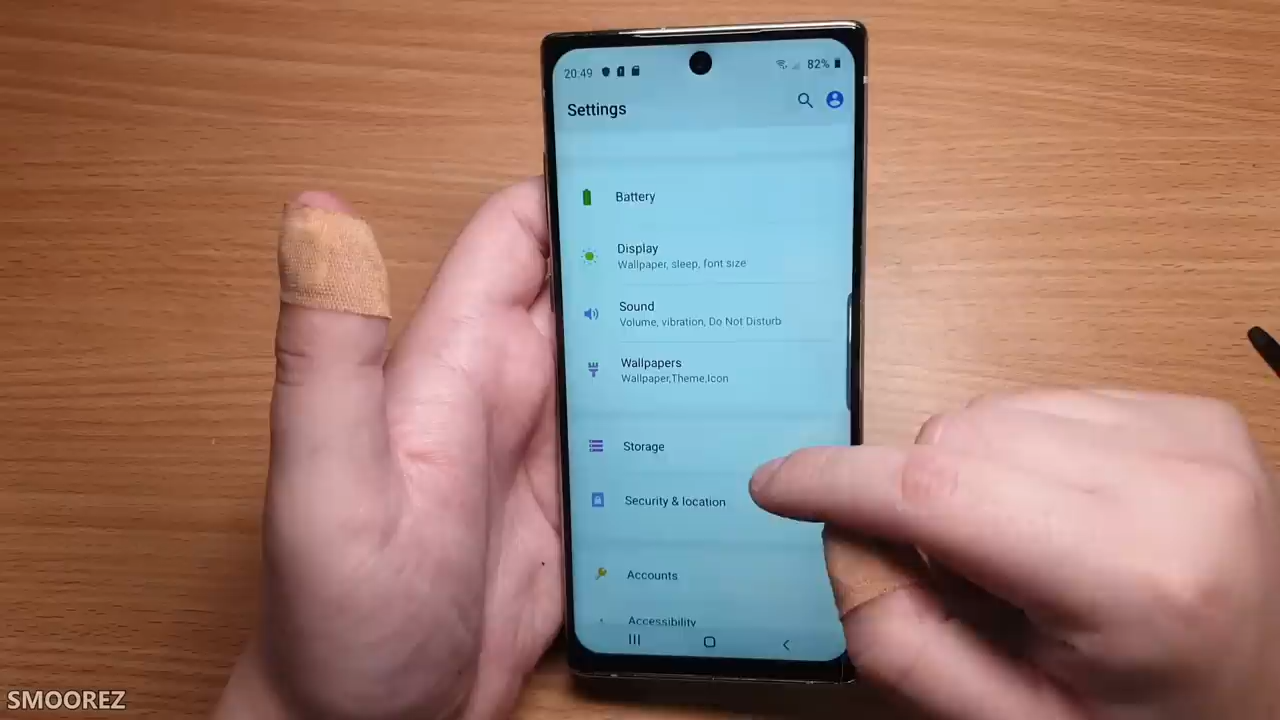 20:49
82%
Settings
Battery
Display
Wallpaper, sleep, font size
Sound
Volume, vibration, Do Not Disturb
Wallpapers
Wallpaper,Theme,Icon
Storage
Security & location
Accounts
Accessibility
SMOOREZ